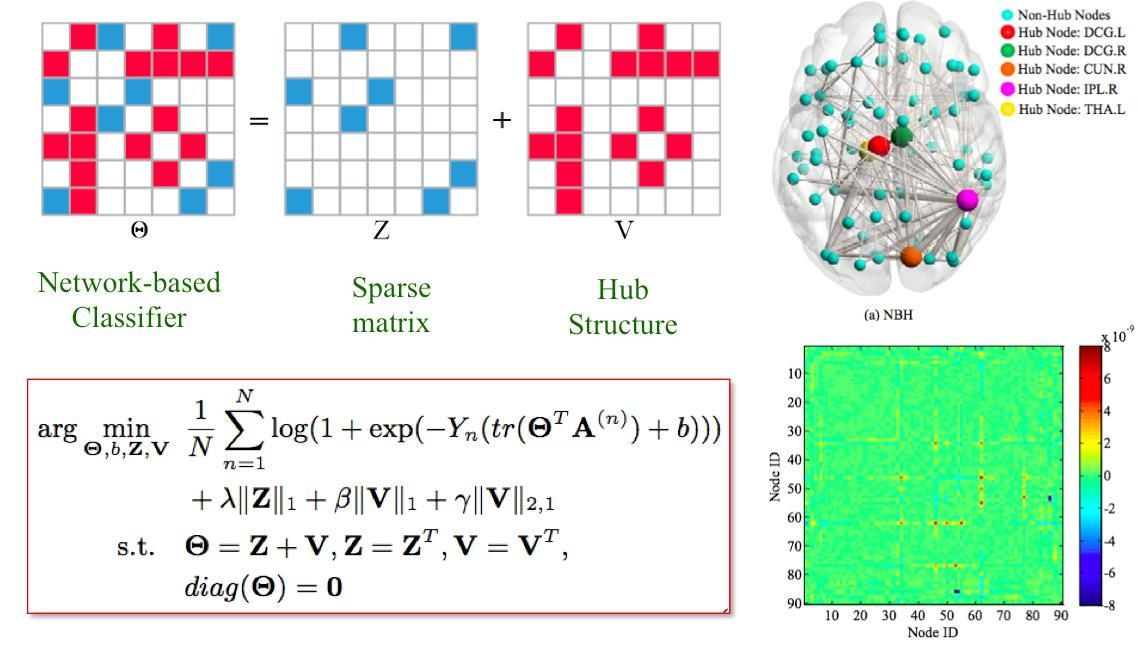 Θ = Z + V
Network-based
Classifier
Sparse
matrix
Hub
Structure
arg min_{Θ,b,Z,V} \frac{1}{N} \sum_{n=1}^{N} log(1 + exp(−Y_n(tr(Θ^T A^{(n)}) + b)))
+ λ‖Z‖_1 + β‖V‖_1 + γ‖V‖_{2,1}
s.t. Θ = Z + V, Z = Z^T, V = V^T,
diag(Θ) = 0
Non-Hub Nodes
Hub Node: DCG.L
Hub Node: DCG.R
Hub Node: CUN.R
Hub Node: IPL.R
Hub Node: THA.L
(a) NBH
x 10^{-9}
8
6
4
2
0
-2
-4
-6
-8
Node ID
10
20
30
40
50
60
70
80
90
10 20 30 40 50 60 70 80 90
Node ID